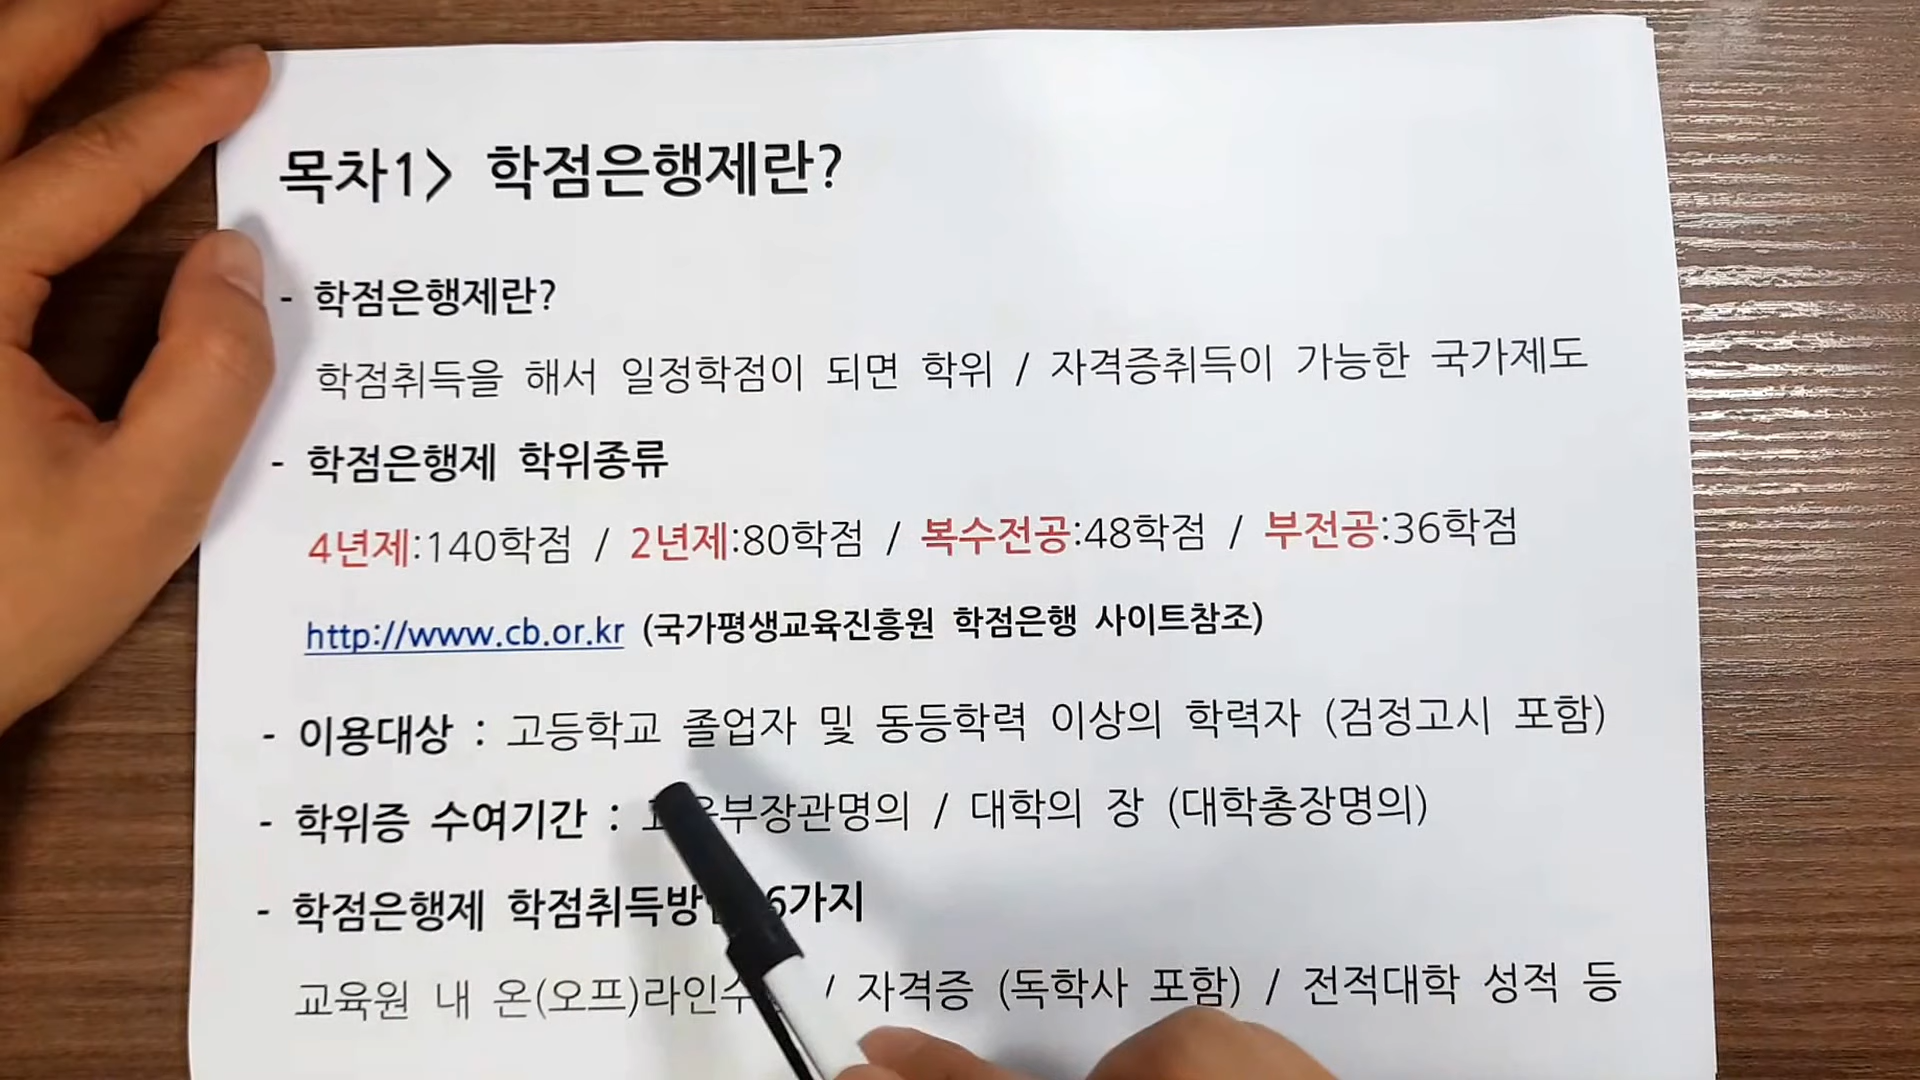 목차1> 학점은행제란?
- 학점은행제란?
학점취득을 해서 일정학점이 되면 학위 / 자격증취득이 가능한 국가제도
- 학점은행제 학위종류
4년제:140학점 / 2년제:80학점 / 복수전공:48학점 / 부전공:36학점
http://www.cb.or.kr (국가평생교육진흥원 학점은행 사이트참조)
- 이용대상 : 고등학교 졸업자 및 동등학력 이상의 학력자 (검정고시 포함)
- 학위증 수여기간 : 교육부장관명의 / 대학의 장 (대학총장명의)
- 학점은행제 학점취득방 6가지
교육원 내 온(오프)라인수 / 자격증 (독학사 포함) / 전적대학 성적 등